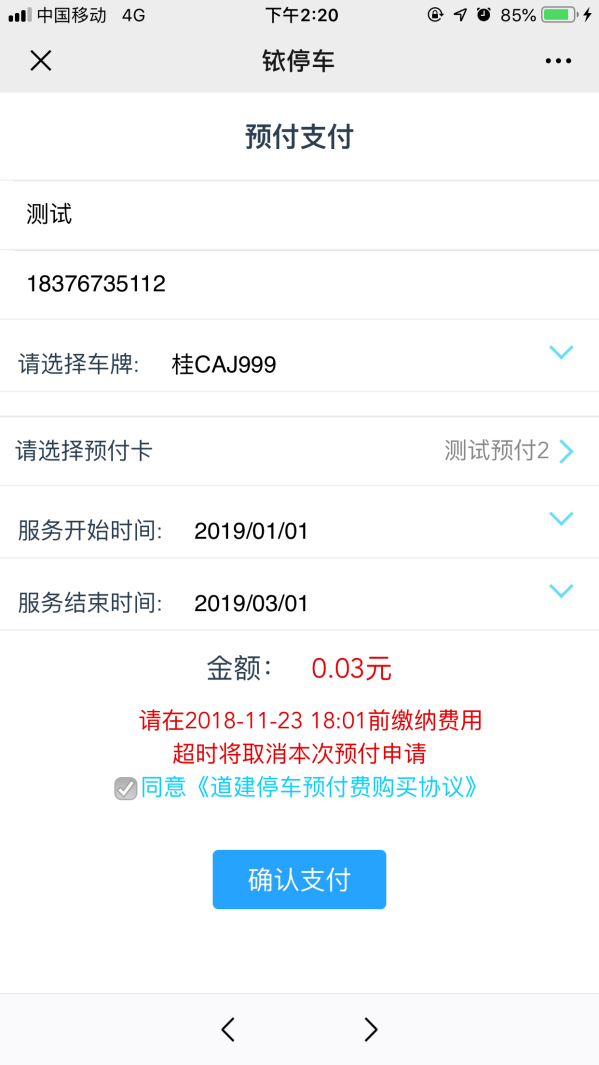 中国移动 4G 下午2:20 85%
铱停车
预付支付
测试
18376735112
请选择车牌: 桂CAJ999
请选择预付卡 测试预付2
服务开始时间: 2019/01/01
服务结束时间: 2019/03/01
金额： 0.03元
请在2018-11-23 18:01前缴纳费用
超时将取消本次预付申请
同意《道建停车预付费购买协议》
确认支付